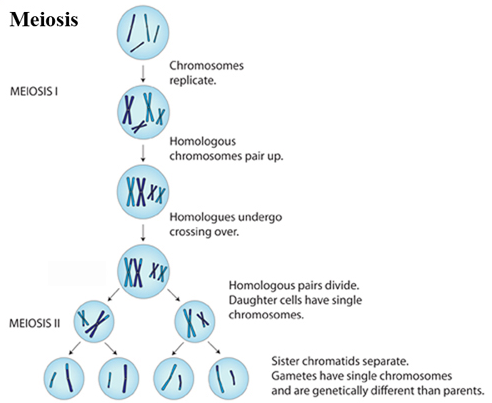 Meiosis
Chromosomes
replicate.
MEIOSIS I
Homologous
chromosomes pair up.
Homologues undergo
crossing over.
Homologous pairs divide.
Daughter cells have single
chromosomes.
MEIOSIS II
Sister chromatids separate.
Gametes have single chromosomes
and are genetically different than parents.